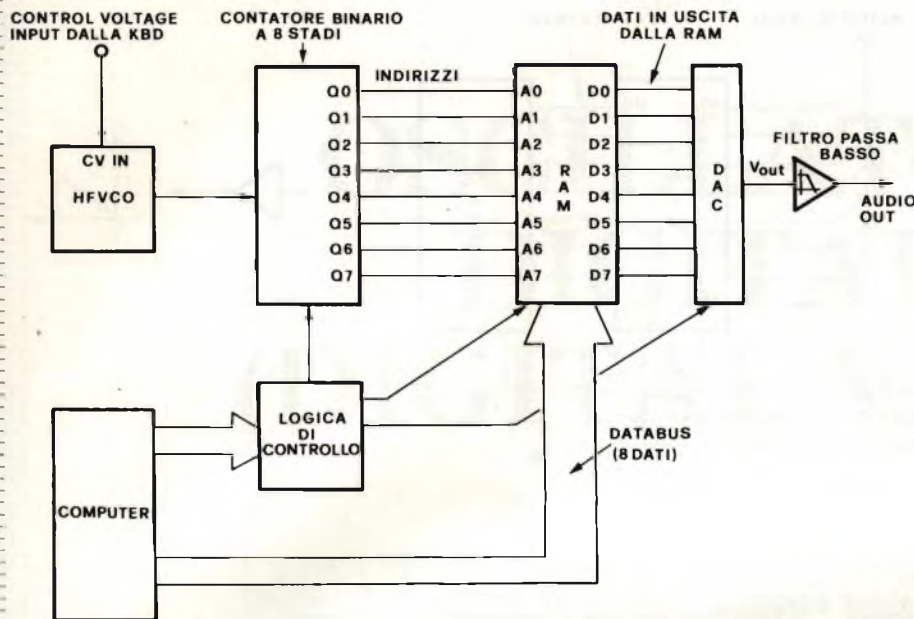 CONTROL VOLTAGE
INPUT DALLA KBD
CONTATORE BINARIO
A 8 STADI
DATI IN USCITA
DALLA RAM
INDIRIZZI
CV IN
HFVCO
Q0
Q1
Q2
Q3
Q4
Q5
Q6
Q7
A0
A1
A2
A3
A4
A5
A6
A7
RAM
D0
D1
D2
D3
D4
D5
D6
D7
DAC
Vout
FILTRO PASSA
BASSO
AUDIO
OUT
LOGICA
DI
CONTROLLO
COMPUTER
DATABUS
(8 DATI)